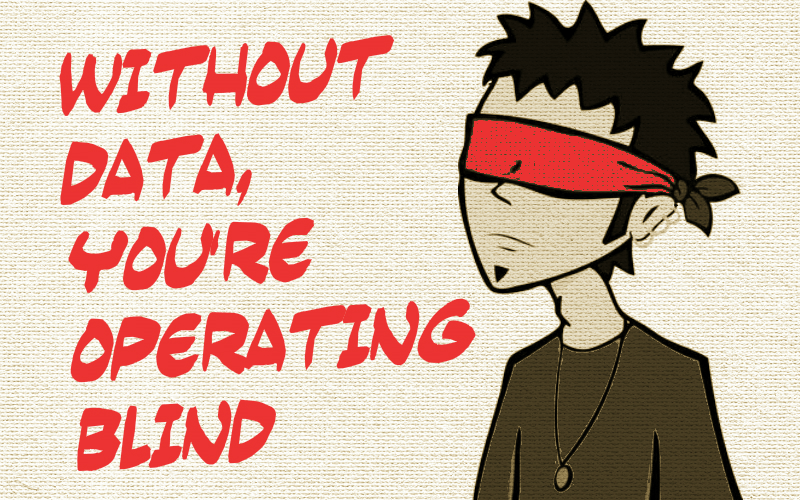 WITHOUT
DATA,
YOU'RE
OPERATING
BLIND